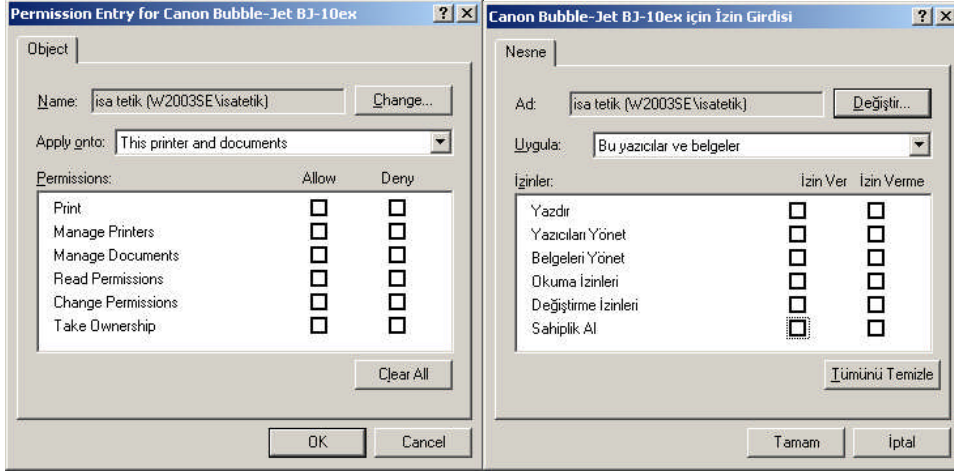 Permission Entry for Canon Bubble-Jet BJ-10ex
Object
Name: isa tetik (W2003SE\isatetik) Change...
Apply onto: This printer and documents
Permissions: Allow Deny
Print
Manage Printers
Manage Documents
Read Permissions
Change Permissions
Take Ownership
Clear All
OK Cancel
Canon Bubble-Jet BJ-10ex için İzin Girdisi
Nesne
Ad: isa tetik (W2003SE\isatetik) Değiştir...
Uygula: Bu yazıcılar ve belgeler
İzinler: İzin Ver İzin Verme
Yazdır
Yazıcıları Yönet
Belgeleri Yönet
Okuma İzinleri
Değiştirme İzinleri
Sahiplik Al
Tümünü Temizle
Tamam İptal